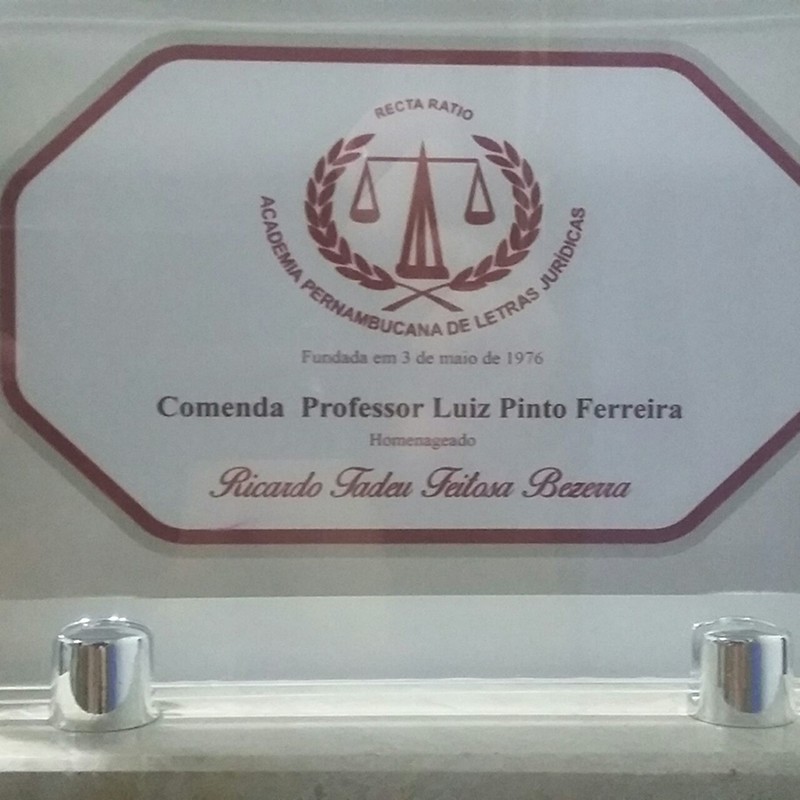 RECTA RATIO
ACADEMIA PERNAMBUCANA DE LETRAS JURÍDICAS
Fundada em 3 de maio de 1976
Comenda Professor Luiz Pinto Ferreira
Homenageado
Ricardo Tadeu Feitosa Bezerra